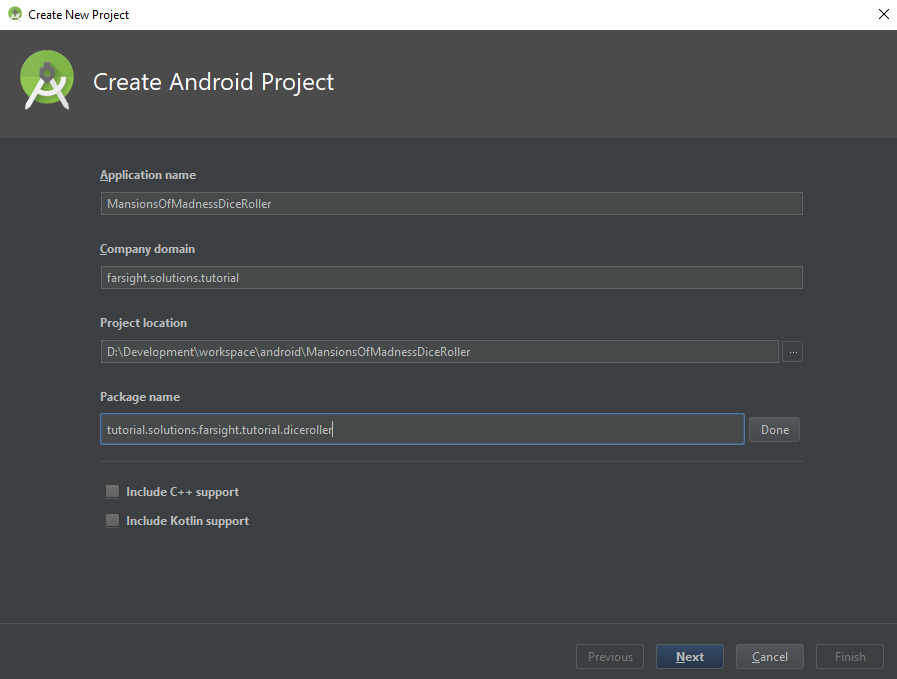 Create New Project
Create Android Project
Application name
MansionsOfMadnessDiceRoller
Company domain
farsight.solutions.tutorial
Project location
D:\Development\workspace\android\MansionsOfMadnessDiceRoller
...
Package name
tutorial.solutions.farsight.tutorial.diceroller
Done
Include C++ support
Include Kotlin support
Previous
Next
Cancel
Finish